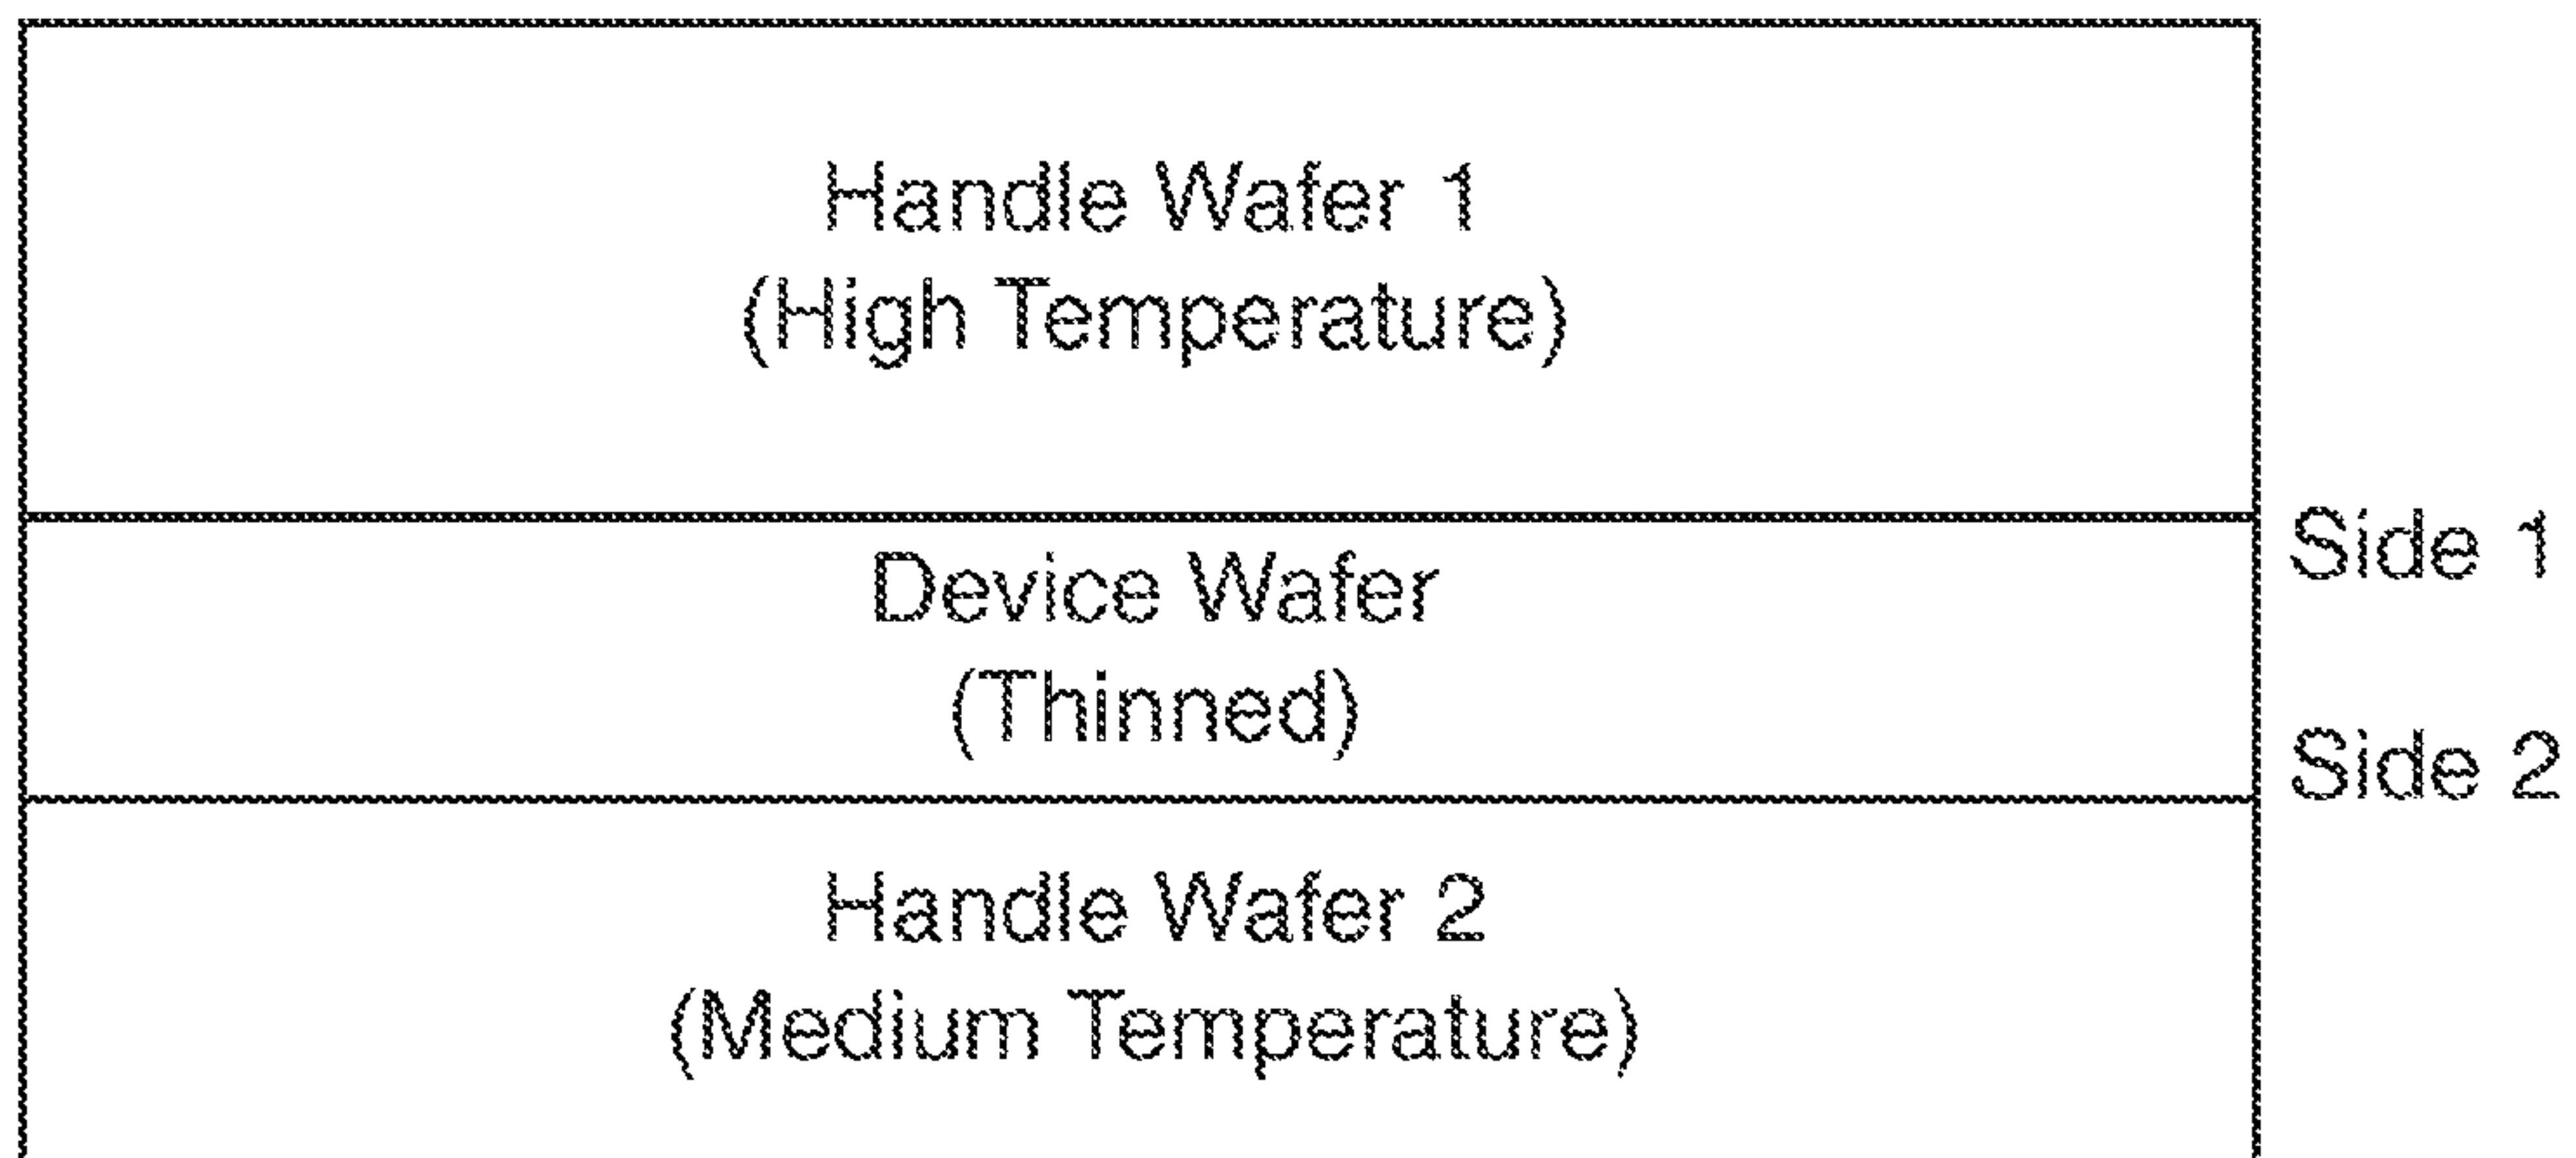 Handle Wafer 1
(High Temperature)
Side 1
Device Wafer
(Thinned)
Side 2
Handle Wafer 2
(Medium Temperature)